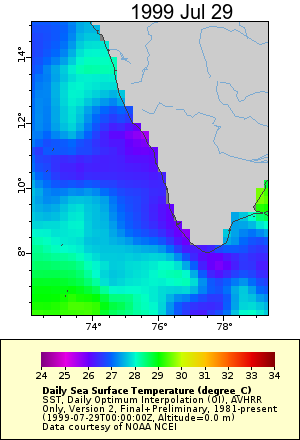 1999 Jul 29
14°
12°
10°
8°
74° 76° 78°
24 25 26 27 28 29 30 31 32 33 34
Daily Sea Surface Temperature (degree_C)
SST, Daily Optimum Interpolation (OI), AVHRR
Only, Version 2, Final+Preliminary, 1981-present
(1999-07-29T00:00:00Z, Altitude=0.0 m)
Data courtesy of NOAA NCEI